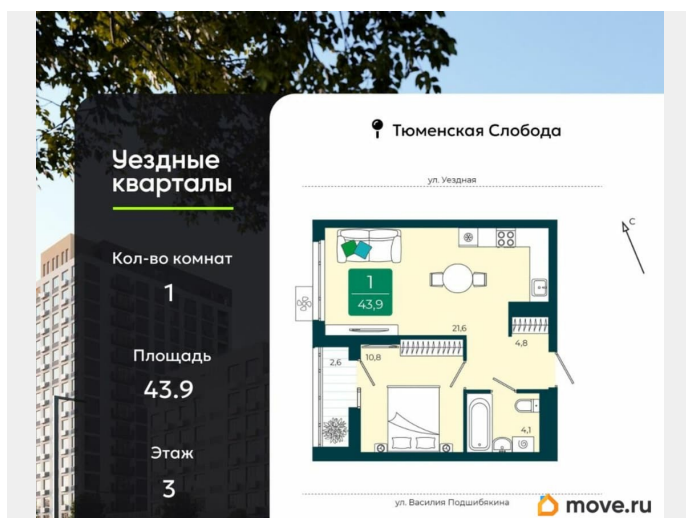 Тюменская Слобода
Уездные
кварталы
Кол-во комнат
1
Площадь
43.9
Этаж
3
ул. Уездная
С
1
43,9
21,6
4,8
2,6
10,8
4,1
ул. Василия Подшибякина
move.ru